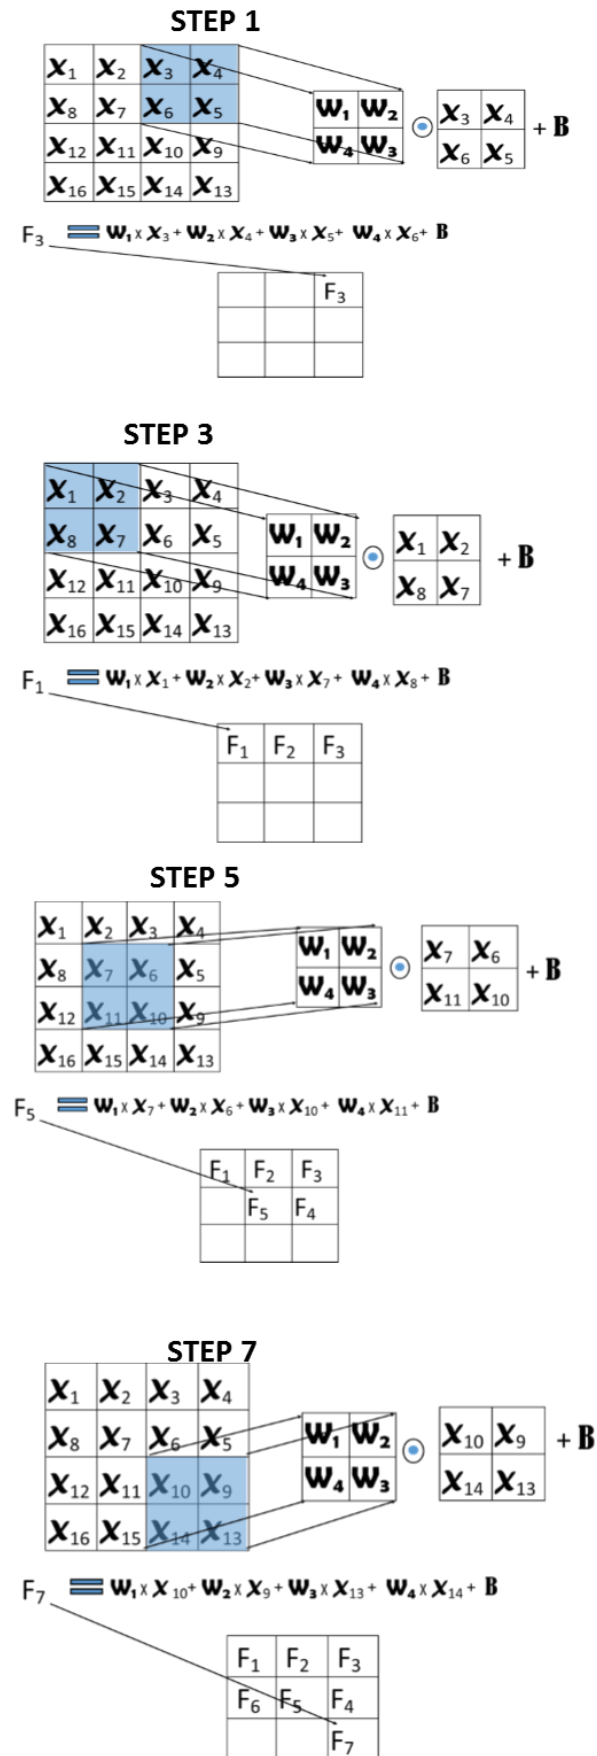 STEP 1
X₁ X₂ X₃ X₄
X₈ X₇ X₆ X₅
X₁₂ X₁₁ X₁₀ X₉
X₁₆ X₁₅ X₁₄ X₁₃
W₁ W₂
W₄ W₃
X₃ X₄
X₆ X₅
+ B
F₃ = W₁ x X₃ + W₂ x X₄ + W₃ x X₅+ W₄ x X₆+ B
F₃
STEP 3
X₁ X₂ X₃ X₄
X₈ X₇ X₆ X₅
X₁₂ X₁₁ X₁₀ X₉
X₁₆ X₁₅ X₁₄ X₁₃
W₁ W₂
W₄ W₃
X₁ X₂
X₈ X₇
+ B
F₁ = W₁ x X₁ + W₂ x X₂+ W₃ x X₇ + W₄ x X₈ + B
F₁ F₂ F₃
STEP 5
X₁ X₂ X₃ X₄
X₈ X₇ X₆ X₅
X₁₂ X₁₁ X₁₀ X₉
X₁₆ X₁₅ X₁₄ X₁₃
W₁ W₂
W₄ W₃
X₇ X₆
X₁₁ X₁₀
+ B
F₅ = W₁ x X₇ + W₂ x X₆ + W₃ x X₁₀ + W₄ x X₁₁ + B
F₁ F₂ F₃
F₅ F₄
STEP 7
X₁ X₂ X₃ X₄
X₈ X₇ X₆ X₅
X₁₂ X₁₁ X₁₀ X₉
X₁₆ X₁₅ X₁₄ X₁₃
W₁ W₂
W₄ W₃
X₁₀ X₉
X₁₄ X₁₃
+ B
F₇ = W₁ x X₁₀+ W₂ x X₉ + W₃ x X₁₃ + W₄ x X₁₄ + B
F₁ F₂ F₃
F₆ F₅ F₄
F₇